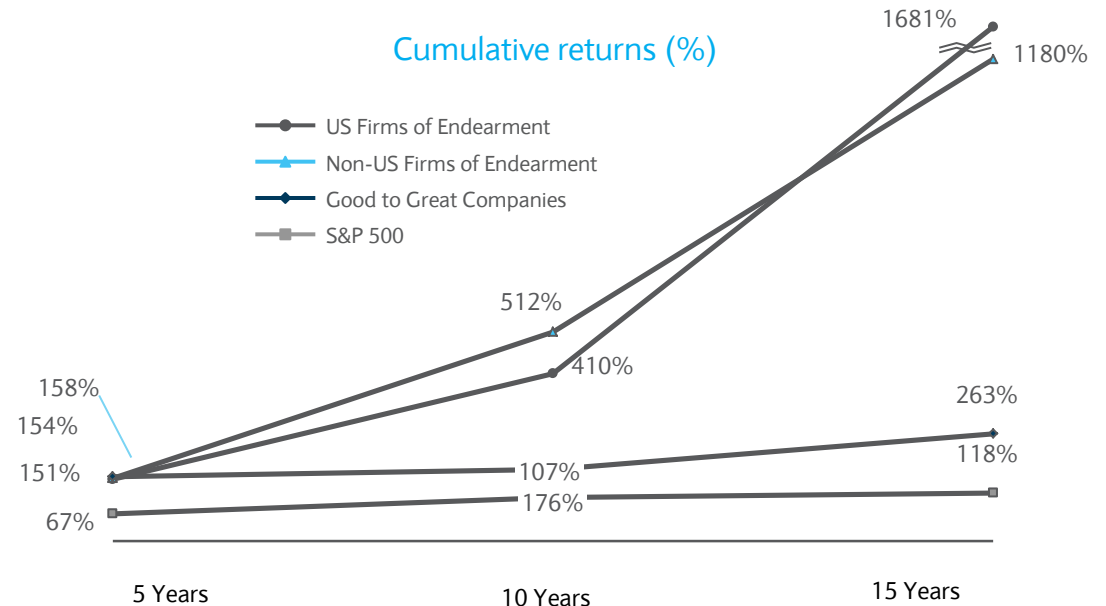 1681%
Cumulative returns (%)
1180%
US Firms of Endearment
Non-US Firms of Endearment
Good to Great Companies
S&P 500
512%
410%
158%
263%
154%
118%
151%
107%
176%
67%
5 Years
10 Years
15 Years